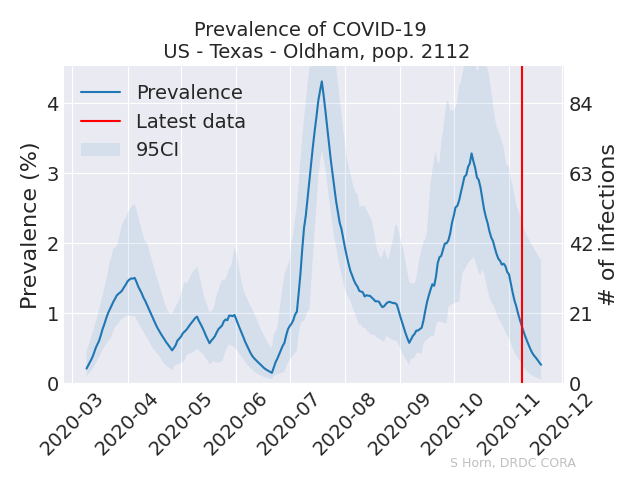 Prevalence of COVID-19
US - Texas - Oldham, pop. 2112
Prevalence
Latest data
95CI
Prevalence (%)
4
3
2
1
0
# of infections
84
63
42
21
0
2020-03
2020-04
2020-05
2020-06
2020-07
2020-08
2020-09
2020-10
2020-11
2020-12
S Horn, DRDC CORA